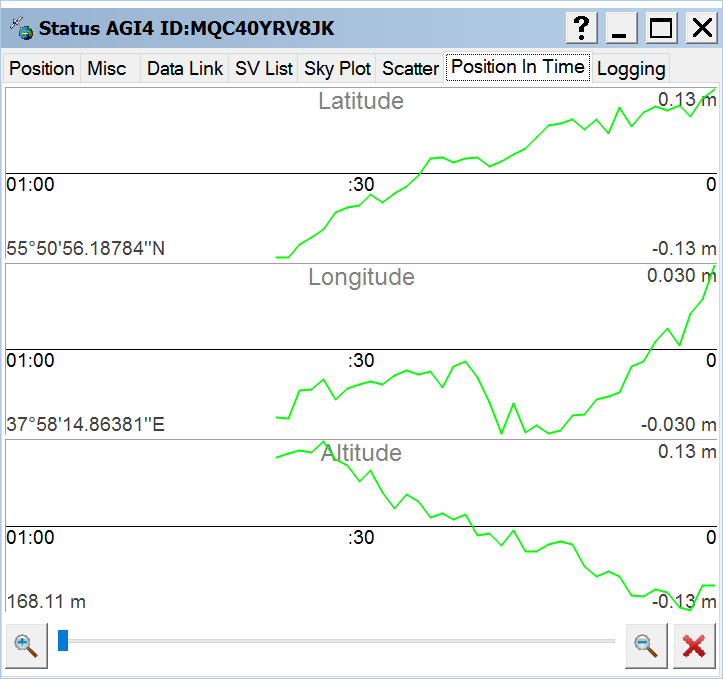 Status AGI4 ID:MQC40YRV8JK ?
Position Misc Data Link SV List Sky Plot Scatter Position In Time Logging
Latitude 0.13 m
01:00 :30 0
55°50'56.18784"N -0.13 m
Longitude 0.030 m
01:00 :30 0
37°58'14.86381"E -0.030 m
Altitude 0.13 m
01:00 :30 0
168.11 m -0.13 m